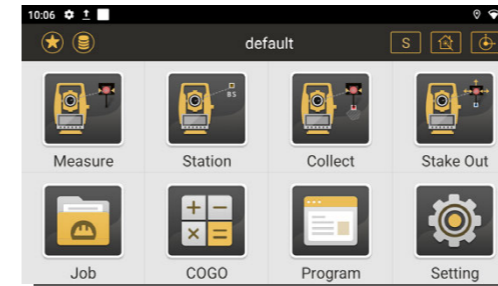 10:06
default
S
BS
Measure Station Collect Stake Out
Job COGO Program Setting